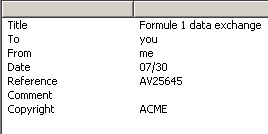 Title Formule 1 data exchange
To you
From me
Date 07/30
Reference AV25645
Comment
Copyright ACME